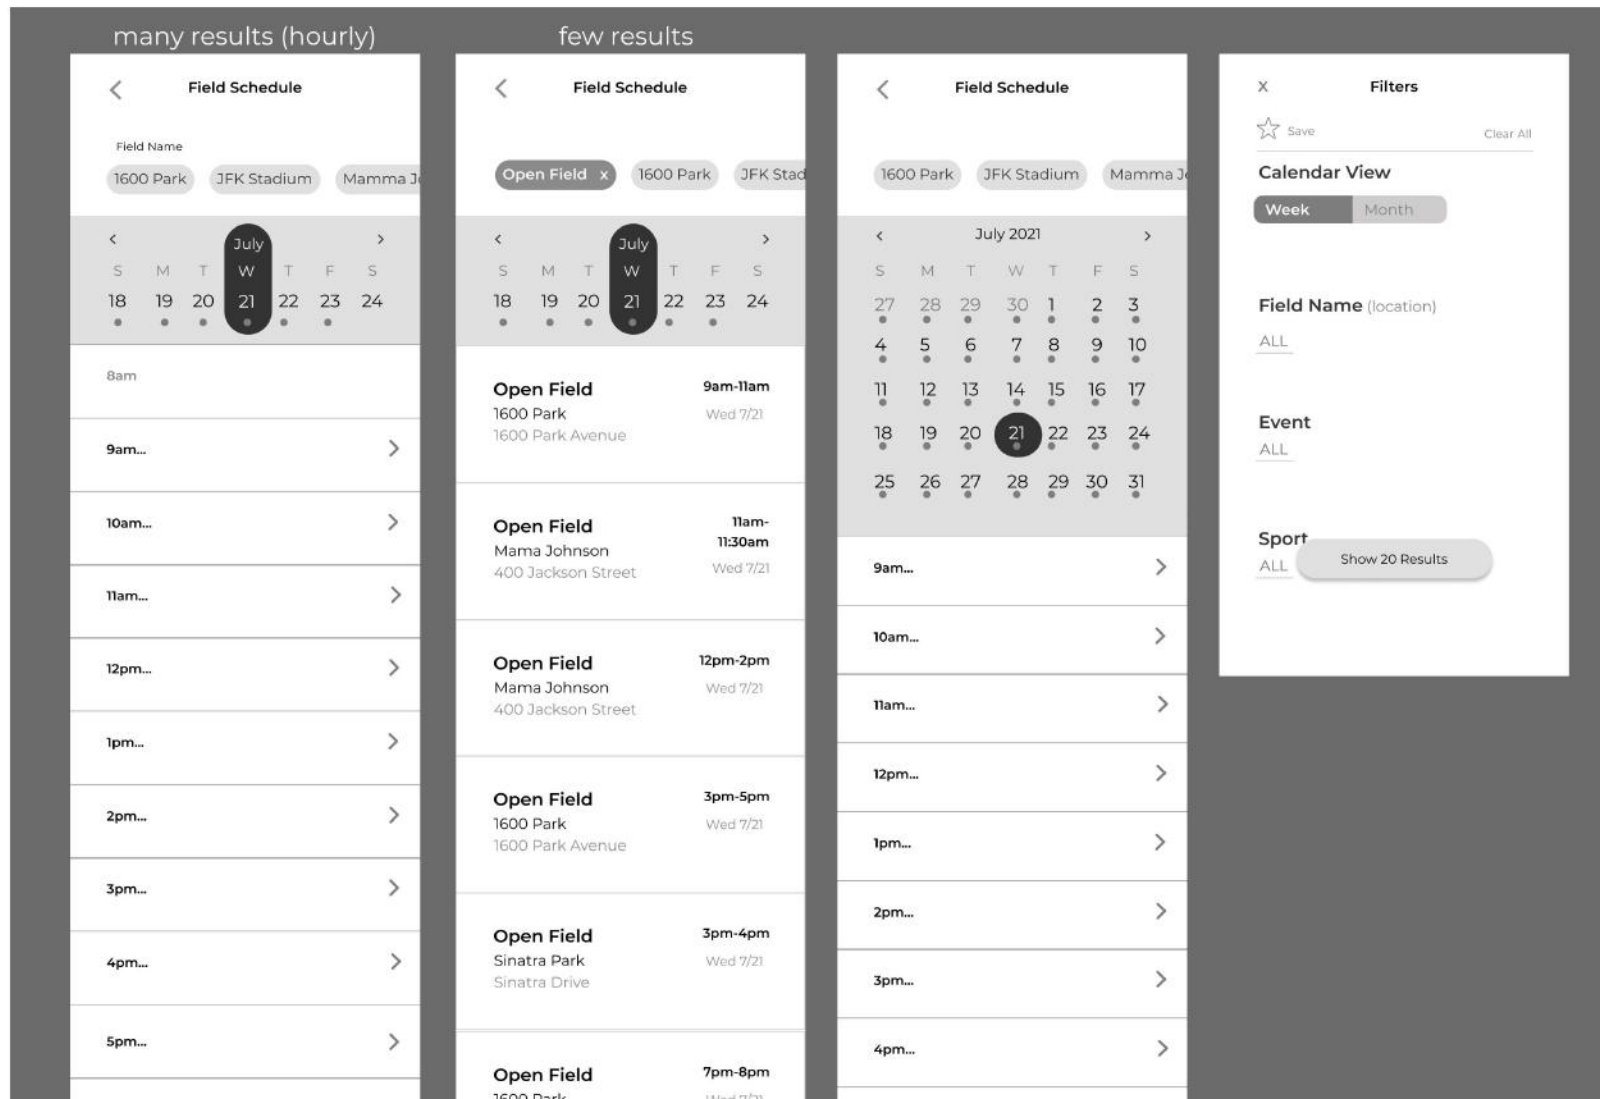 many results (hourly)
Field Schedule
Field Name
1600 Park JFK Stadium Mamma
July
S M T W T F S
18 19 20 21 22 23 24
8am
9am...
10am...
11am...
12pm...
1pm...
2pm...
3pm...
4pm...
5pm...
few results
Field Schedule
Open Field x 1600 Park JFK Stad
July
S M T W T F S
18 19 20 21 22 23 24
Open Field 9am-11am
1600 Park Wed 7/21
1600 Park Avenue
Open Field 11am-
11:30am
Mama Johnson
400 Jackson Street Wed 7/21
Open Field 12pm-2pm
Mama Johnson Wed 7/21
400 Jackson Street
Open Field 3pm-5pm
1600 Park Wed 7/21
1600 Park Avenue
Open Field 3pm-4pm
Sinatra Park Wed 7/21
Sinatra Drive
Open Field 7pm-8pm
1600 Park Wed 7/21
Field Schedule
1600 Park JFK Stadium Mamma
July 2021
S M T W T F S
27 28 29 30 1 2 3
4 5 6 7 8 9 10
11 12 13 14 15 16 17
18 19 20 21 22 23 24
25 26 27 28 29 30 31
9am...
10am...
11am...
12pm...
1pm...
2pm...
3pm...
4pm...
X Filters
Save Clear All
Calendar View
Week Month
Field Name (location)
ALL
Event
ALL
Sport
ALL Show 20 Results